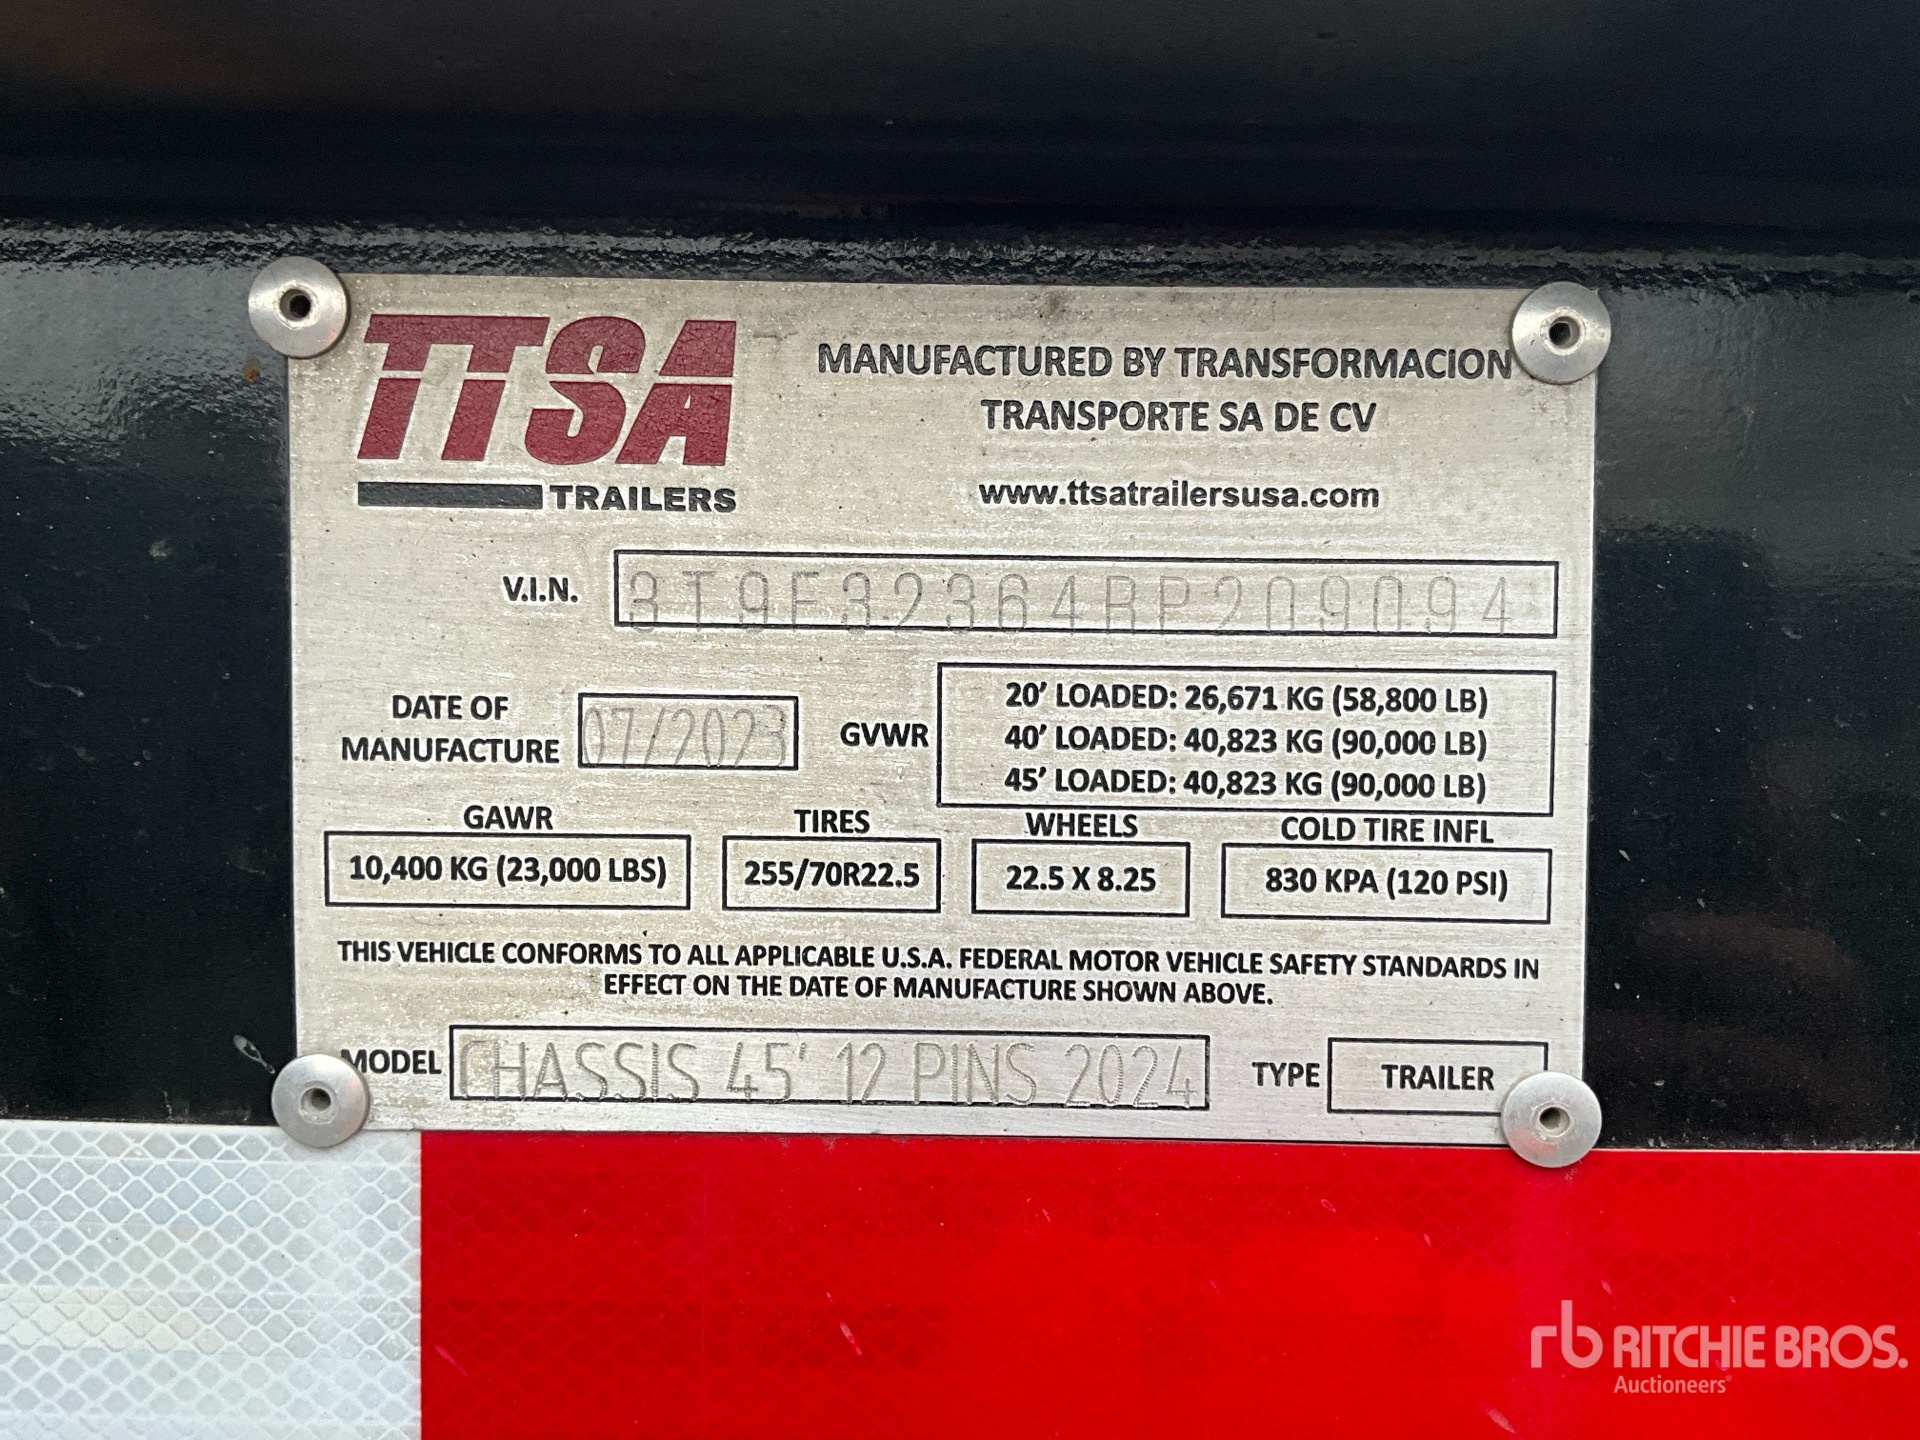 TTSA
TRAILERS
MANUFACTURED BY TRANSFORMACION
TRANSPORTE SA DE CV
www.ttsatrailersusa.com
V.I.N.
DATE OF
MANUFACTURE
07/2023
GVWR
20' LOADED: 26,671 KG (58,800 LB)
40' LOADED: 40,823 KG (90,000 LB)
45' LOADED: 40,823 KG (90,000 LB)
GAWR
10,400 KG (23,000 LBS)
TIRES
255/70R22.5
WHEELS
22.5 X 8.25
COLD TIRE INFL
830 KPA (120 PSI)
THIS VEHICLE CONFORMS TO ALL APPLICABLE U.S.A. FEDERAL MOTOR VEHICLE SAFETY STANDARDS IN
EFFECT ON THE DATE OF MANUFACTURE SHOWN ABOVE.
MODEL
CHASSIS 45' 12 PINS 2024
TYPE
TRAILER
rb RITCHIE BROS.
Auctioneers